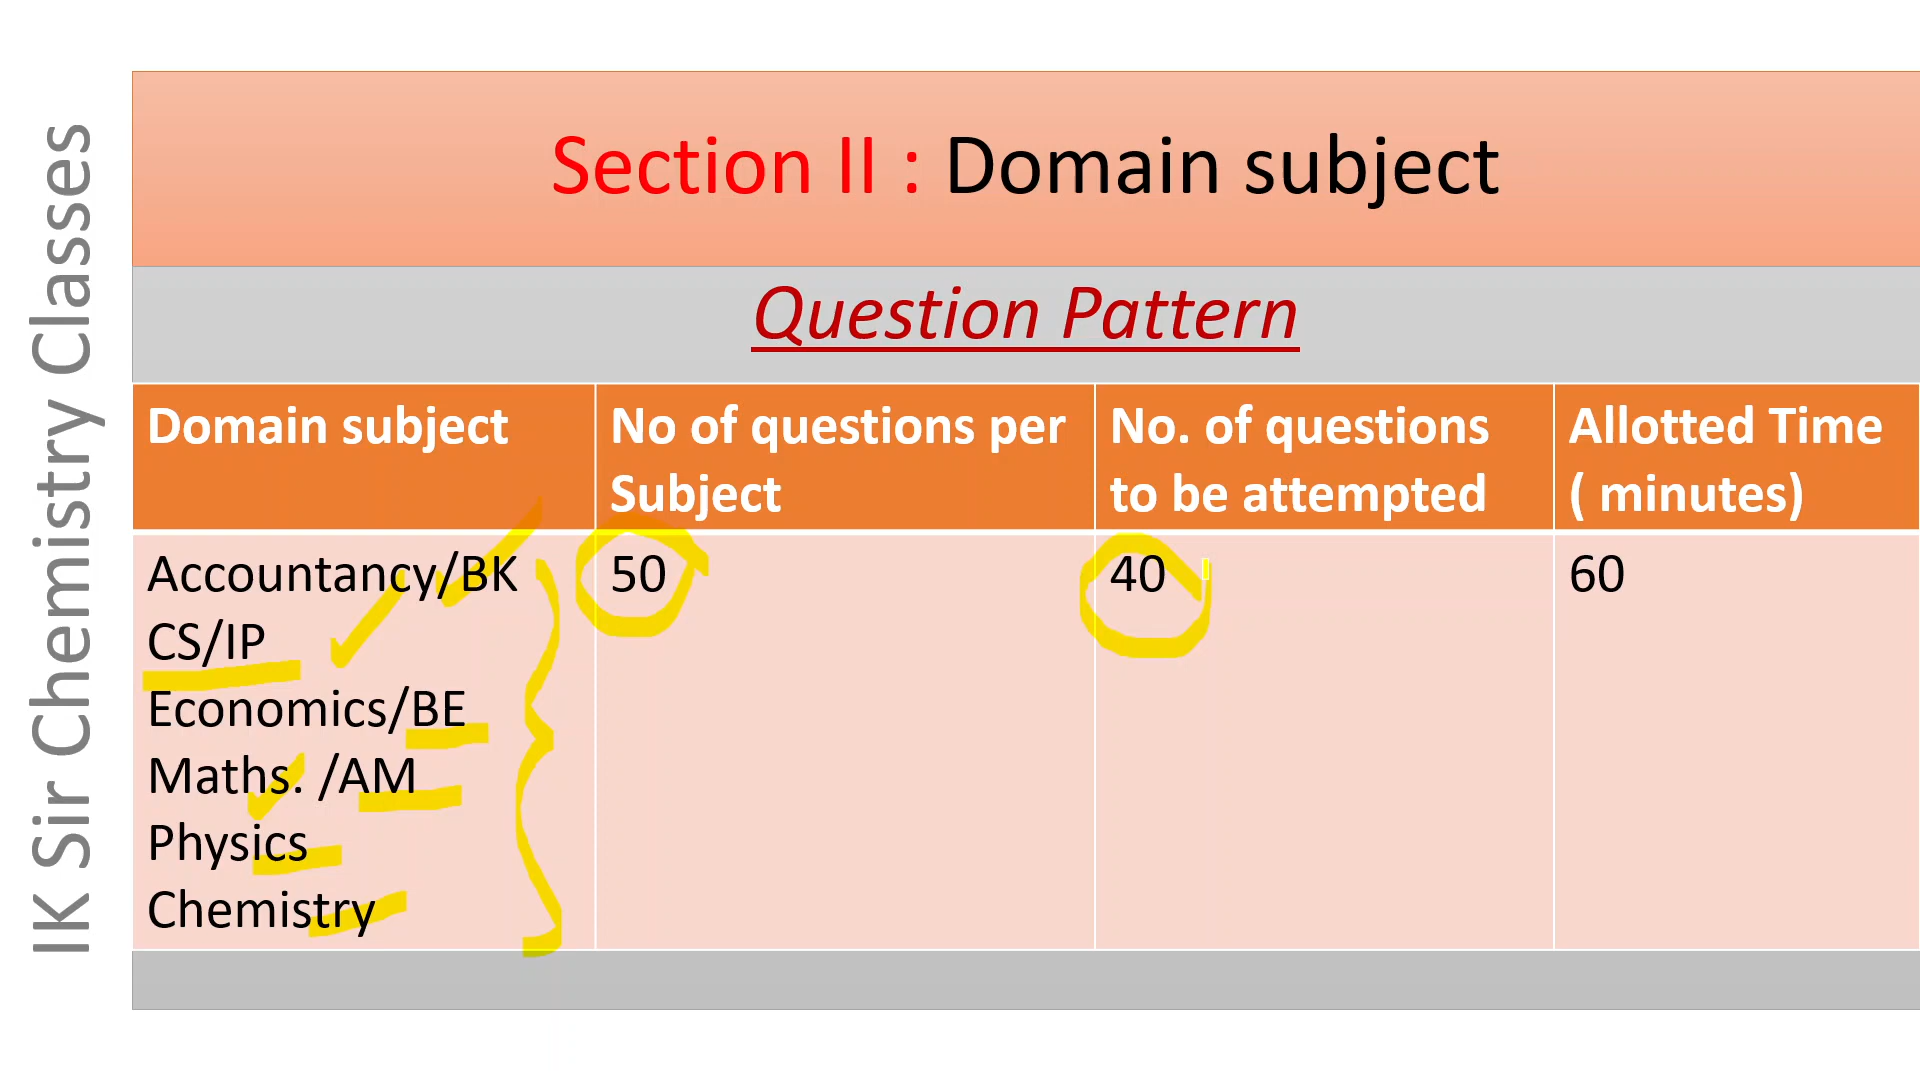 IK Sir Chemistry Classes
Section II : Domain subject
Question Pattern
Domain subject
No of questions per
Subject
No. of questions
to be attempted
Allotted Time
( minutes)
Accountancy/BK
CS/IP
Economics/BE
Maths. /AM
Physics
Chemistry
50
40
60